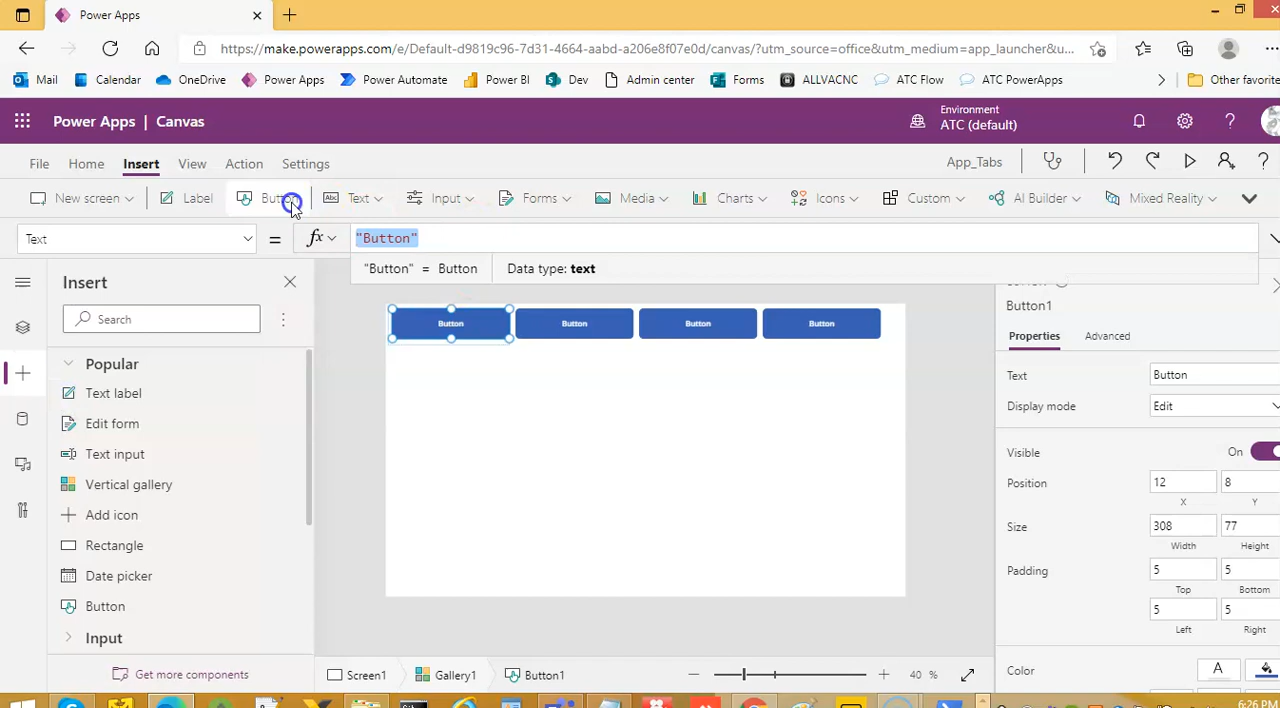 Power Apps
https://make.powerapps.com/e/Default-d9819c96-7d31-4664-aabd-a206e8f07e0d/canvas/?utm_source=office&utm_medium=app_launcher&u...
Mail Calendar OneDrive Power Apps Power Automate Power BI Dev Admin center Forms ALLVACNC ATC Flow ATC PowerApps Other favorite
Power Apps | Canvas
Environment
ATC (default)
File Home Insert View Action Settings App_Tabs
New screen Label Button Text Input Forms Media Charts Icons Custom AI Builder Mixed Reality
Text = fx "Button"
"Button" = Button Data type: text
Insert
Search
Popular
Text label
Edit form
Text input
Vertical gallery
Add icon
Rectangle
Date picker
Button
Input
Get more components
Button Button Button Button
Button1
Properties Advanced
Text Button
Display mode Edit
Visible On
Position 12 8
X Y
Size 308 77
Width Height
Padding 5 5
Top Bottom
5 5
Left Right
Color A
Screen1 Gallery1 Button1 40 %
6:26 PM